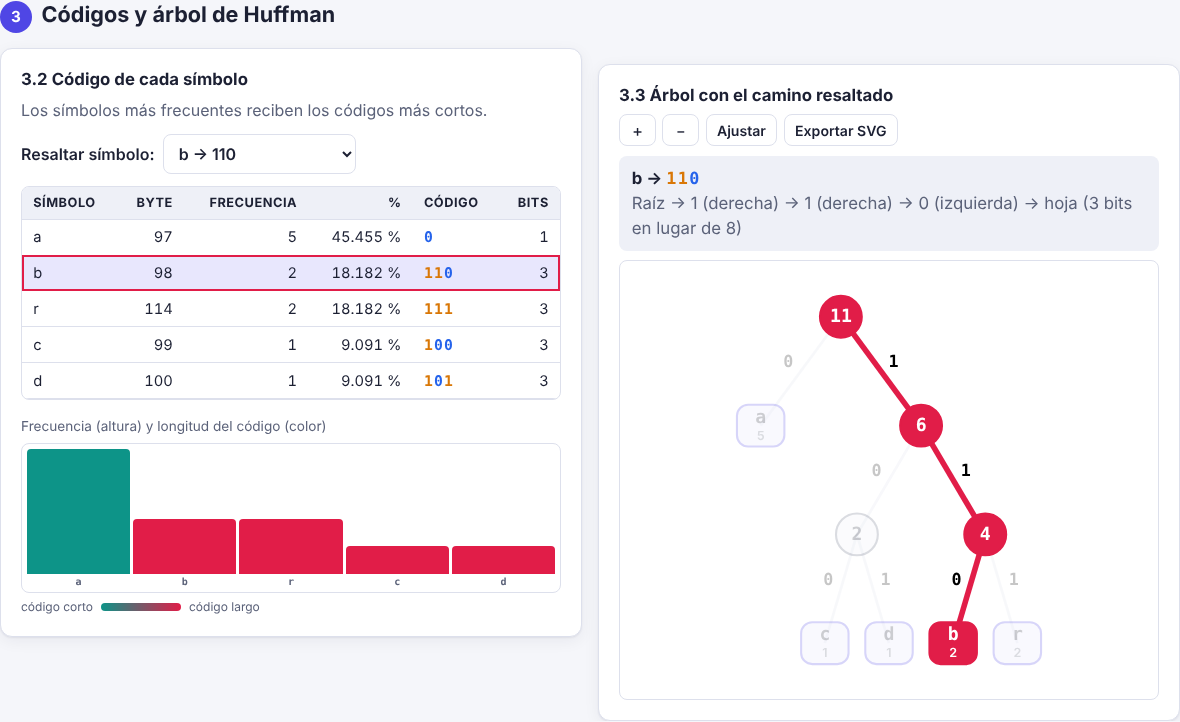 3 Códigos y árbol de Huffman
3.2 Código de cada símbolo
Los símbolos más frecuentes reciben los códigos más cortos.
Resaltar símbolo: b → 110
SÍMBOLO BYTE FRECUENCIA % CÓDIGO BITS
a 97 5 45.455 % 0 1
b 98 2 18.182 % 110 3
r 114 2 18.182 % 111 3
c 99 1 9.091 % 100 3
d 100 1 9.091 % 101 3
Frecuencia (altura) y longitud del código (color)
a b r c d
código corto código largo
3.3 Árbol con el camino resaltado
+ − Ajustar Exportar SVG
b → 110
Raíz → 1 (derecha) → 1 (derecha) → 0 (izquierda) → hoja (3 bits
en lugar de 8)
11
0 1
a 6
5
0 1
2 4
0 1 0 1
c d b r
1 1 2 2